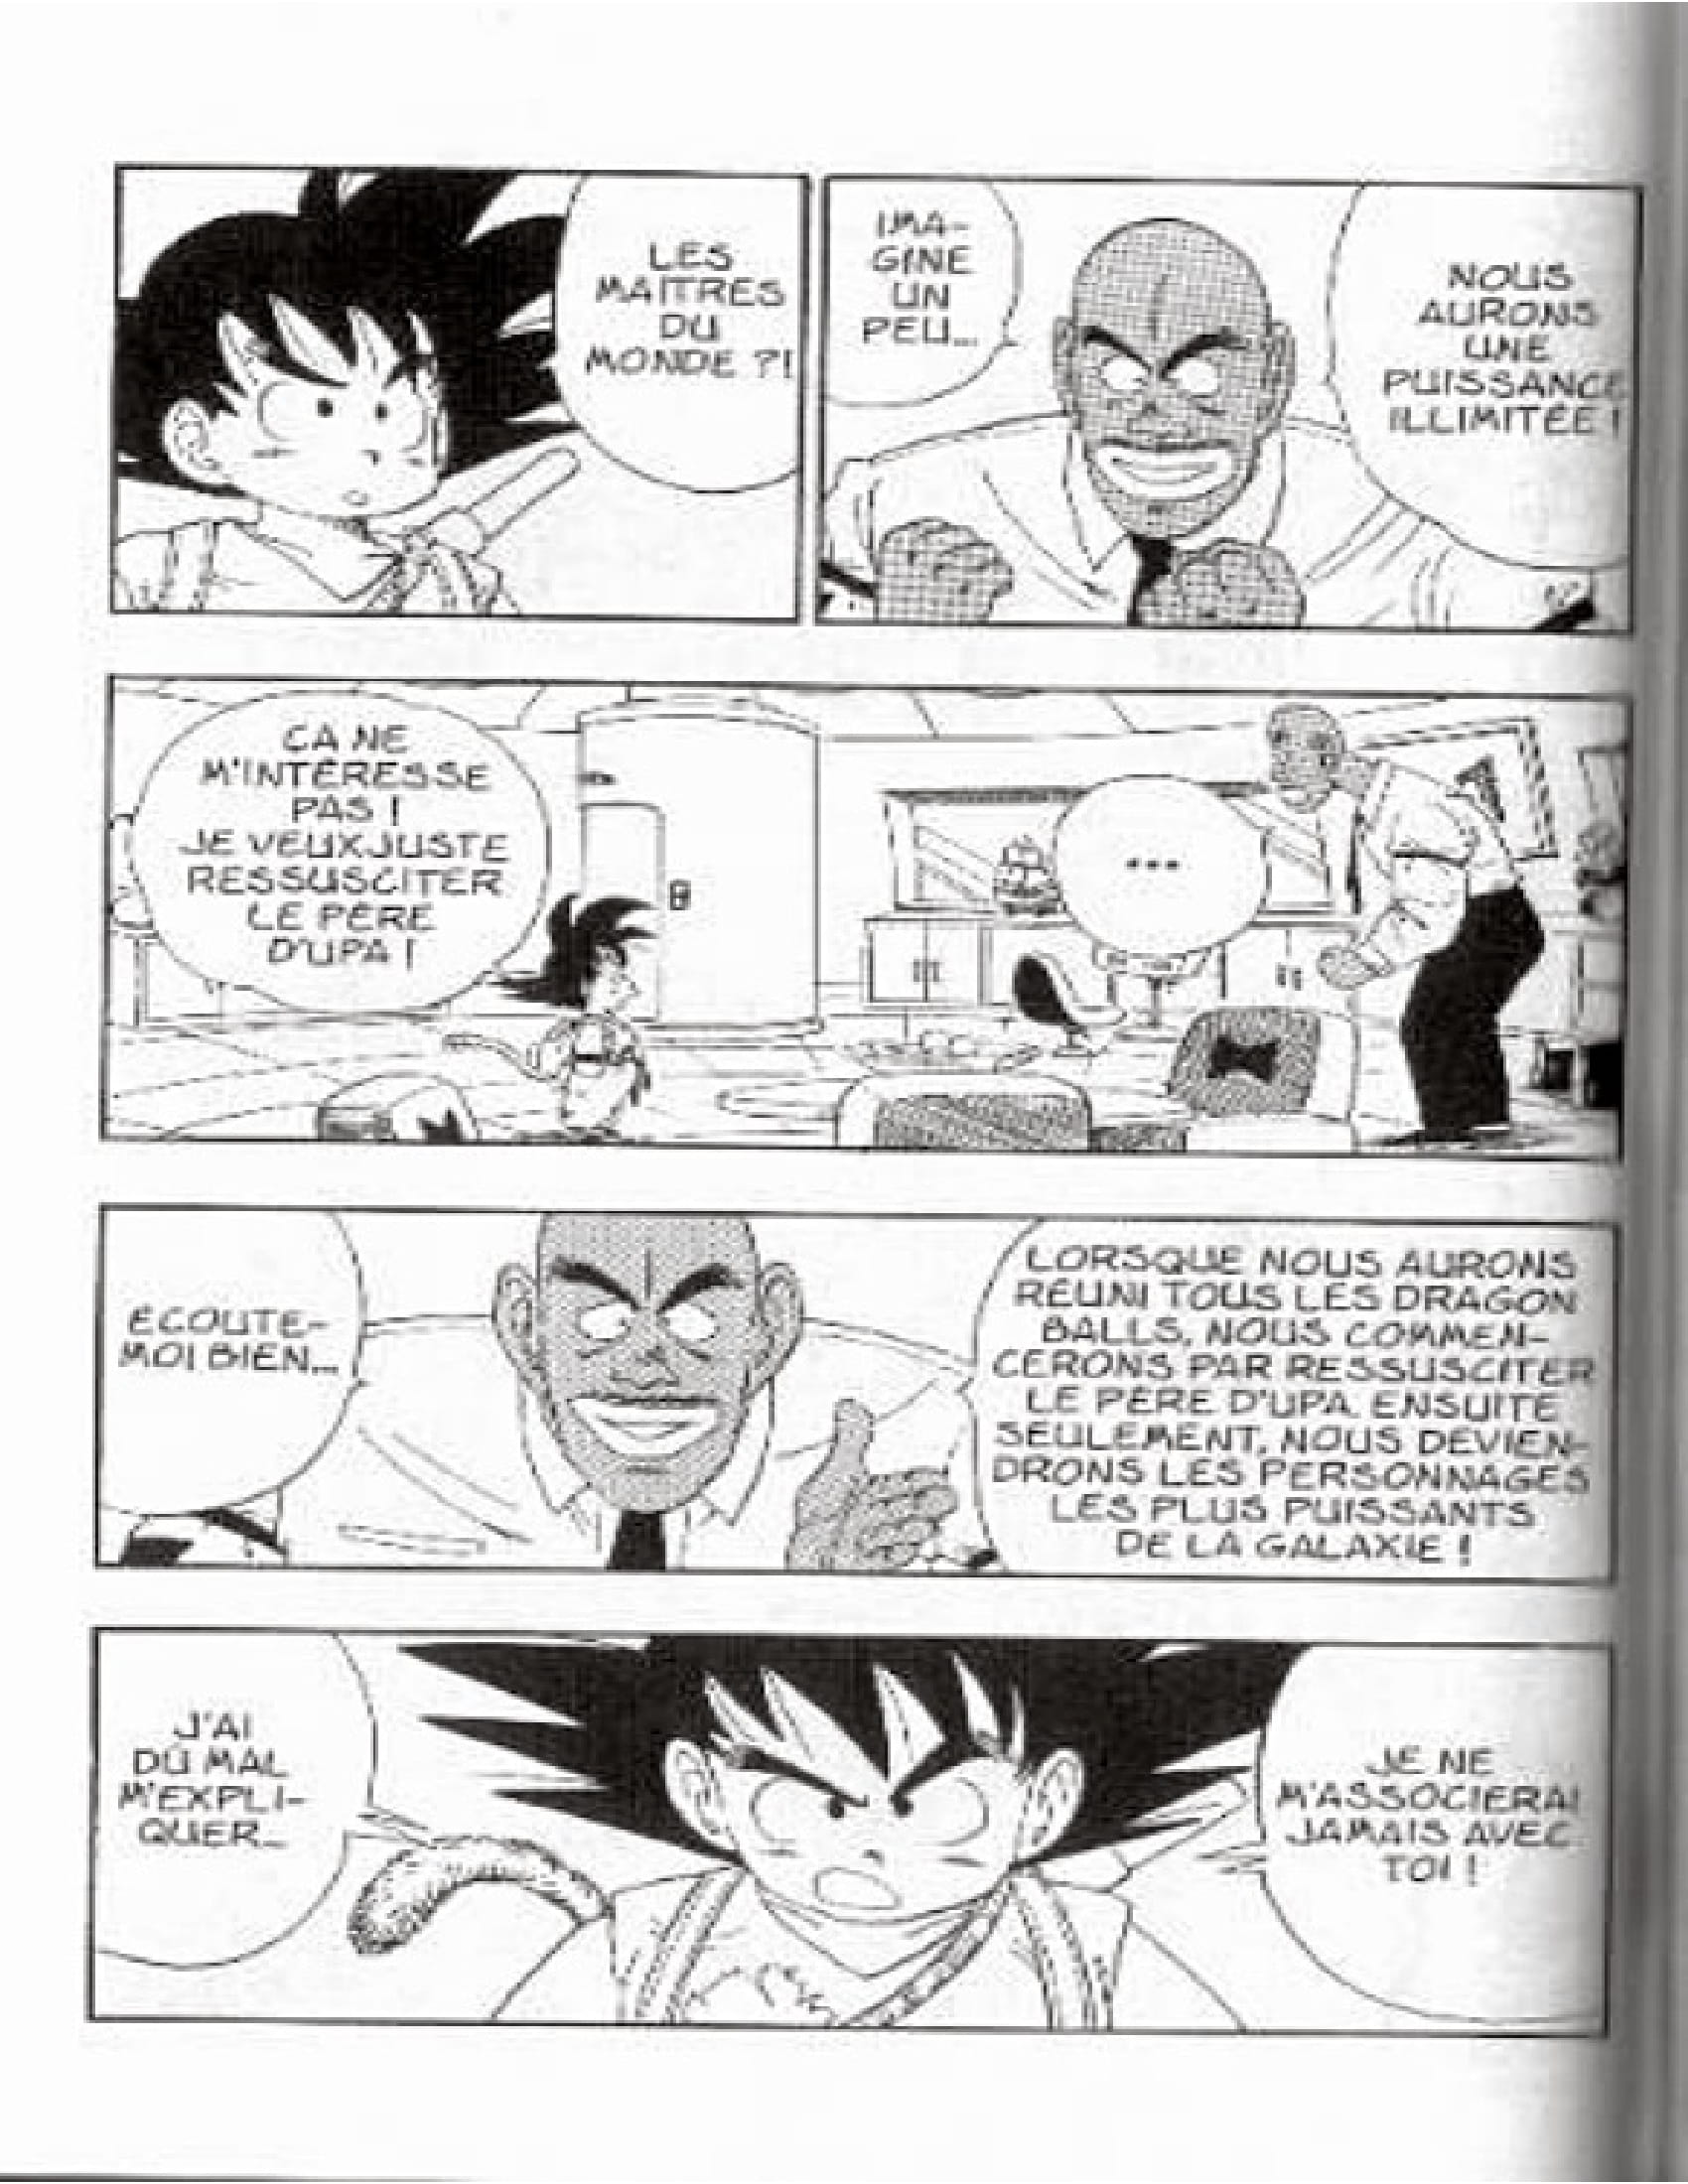 LES
MAITRES
DU
MONDE ?!
IMA-
GINE
UN
PEU...
NOUS
AURONS
UNE
PUISSANCE
ILLIMITÉE !
ÇA NE
M'INTÉRESSE
PAS !
JE VEUX JUSTE
RESSUSCITER
LE PÈRE
D'UPA !
...
ÉCOUTE-
MOI BIEN...
LORSQUE NOUS AURONS
RÉUNI TOUS LES DRAGON
BALLS, NOUS COMMEN-
CERONS PAR RESSUSCITER
LE PÈRE D'UPA. ENSUITE
SEULEMENT, NOUS DEVIEN-
DRONS LES PERSONNAGES
LES PLUS PUISSANTS
DE LA GALAXIE !
J'AI
DÛ MAL
M'EXPLI-
QUER...
JE NE
M'ASSOCIERAI
JAMAIS AVEC
TOI !